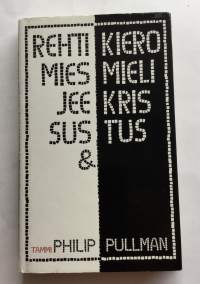 REHTI KIERO
MIES MIELI
JEE KRIS
SUS TUS
&
TAMMI PHILIP PULLMAN